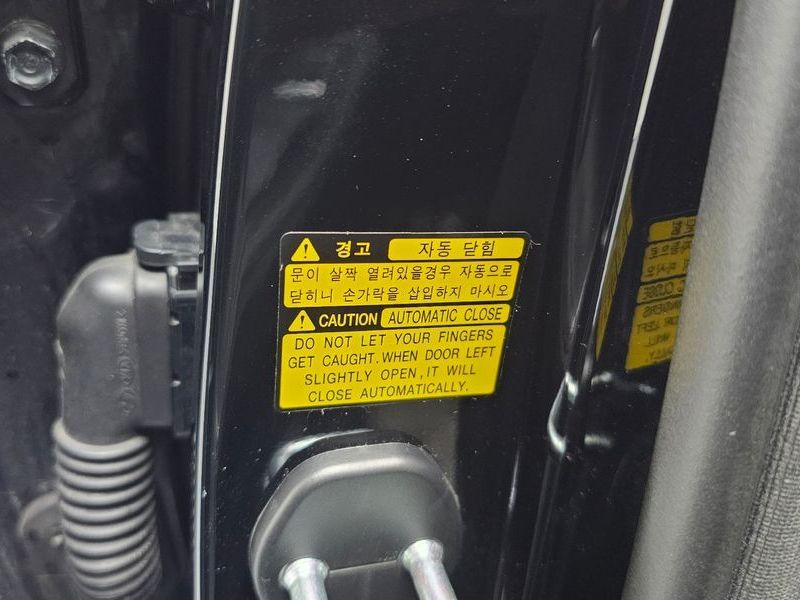 경고 자동 닫힘
문이 살짝 열려있을경우 자동으로
닫히니 손가락을 삽입하지 마시오
CAUTION AUTOMATIC CLOSE
DO NOT LET YOUR FINGERS
GET CAUGHT.WHEN DOOR LEFT
SLIGHTLY OPEN,IT WILL
CLOSE AUTOMATICALLY.